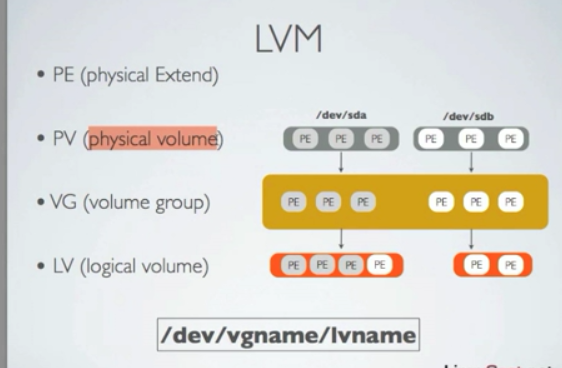 LVM
• PE (physical Extend)
• PV (physical volume)
• VG (volume group)
• LV (logical volume)
/dev/sda /dev/sdb
PE PE PE PE PE PE
PE PE PE PE PE PE
PE PE PE PE PE PE
/dev/vgname/lvname